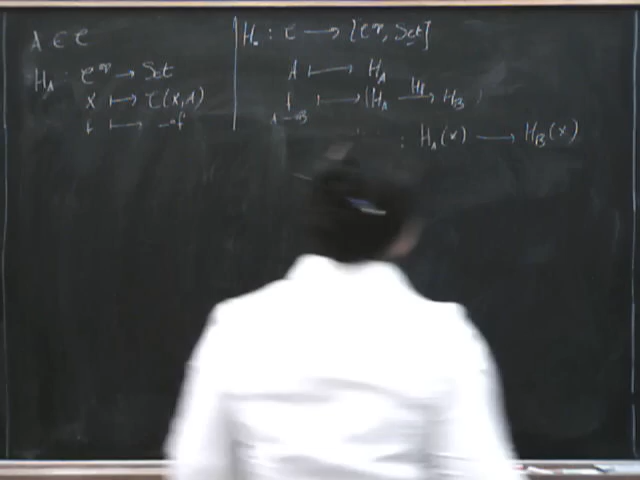 A ∈ C
H_A : C^op → Set
X ↦ C(X,A)
↓ ↦ _∘f
H_• : C → [C^op, Set]
A ↦ H_A
↓ ↦ (H_A →^{H_f} H_B)
A → B
: H_A(X) → H_B(X)